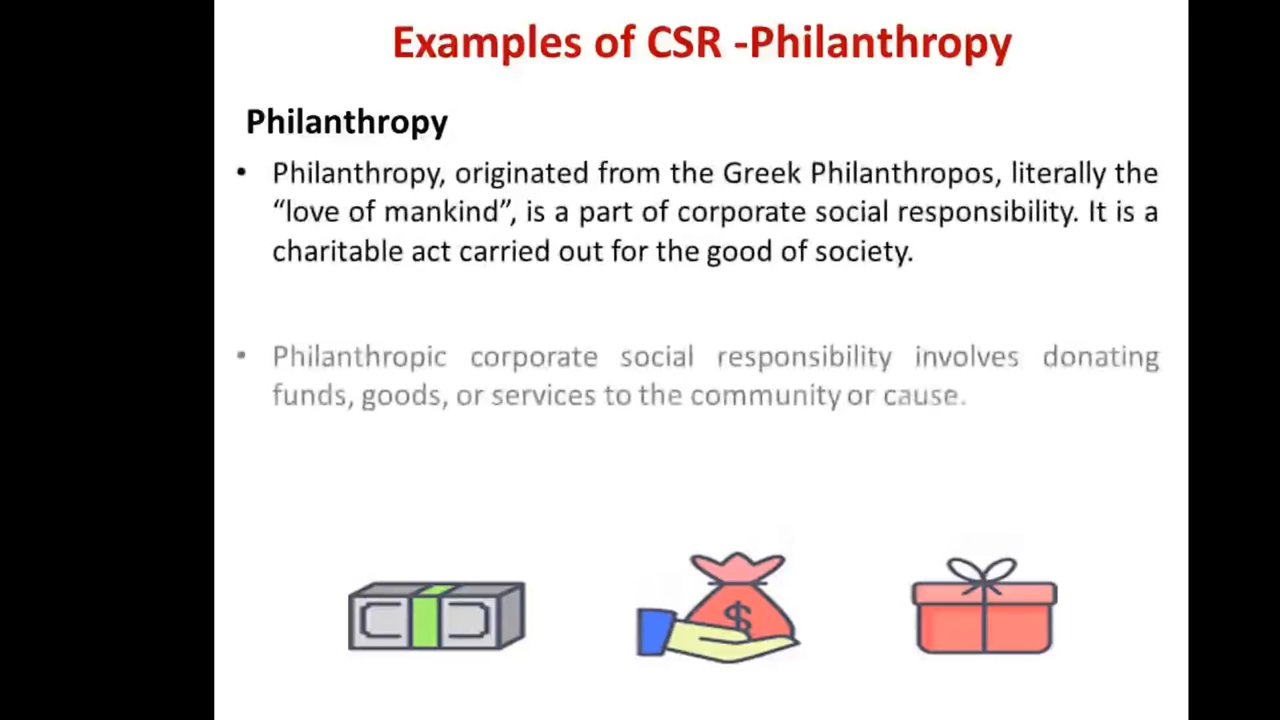 Examples of CSR -Philanthropy
Philanthropy
• Philanthropy, originated from the Greek Philanthropos, literally the
“love of mankind”, is a part of corporate social responsibility. It is a
charitable act carried out for the good of society.
• Philanthropic corporate social responsibility involves donating
funds, goods, or services to the community or cause.
$